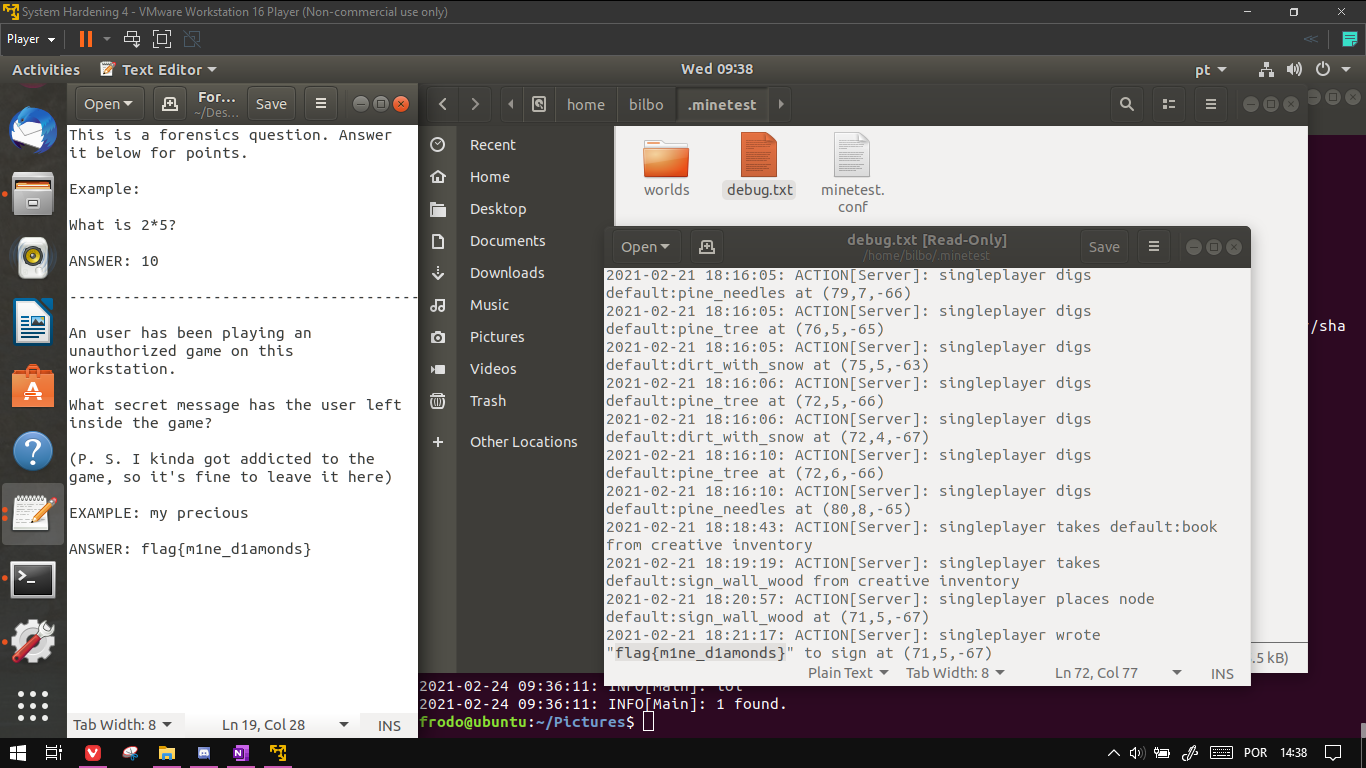 System Hardening 4 - VMware Workstation 16 Player (Non-commercial use only)
Player
Activities
Text Editor
Wed 09:38
pt
Open
For...
~/Des...
Save
home
bilbo
.minetest
This is a forensics question. Answer
it below for points.
Example:
What is 2*5?
ANSWER: 10
---------------------------------------
An user has been playing an
unauthorized game on this
workstation.
What secret message has the user left
inside the game?
(P. S. I kinda got addicted to the
game, so it's fine to leave it here)
EXAMPLE: my precious
ANSWER: flag{m1ne_d1amonds}
Tab Width: 8
Ln 19, Col 28
INS
Recent
Home
Desktop
Documents
Downloads
Music
Pictures
Videos
Trash
Other Locations
worlds
debug.txt
minetest.
conf
Open
debug.txt [Read-Only]
/home/bilbo/.minetest
Save
2021-02-21 18:16:05: ACTION[Server]: singleplayer digs
default:pine_needles at (79,7,-66)
2021-02-21 18:16:05: ACTION[Server]: singleplayer digs
default:pine_tree at (76,5,-65)
2021-02-21 18:16:05: ACTION[Server]: singleplayer digs
default:dirt_with_snow at (75,5,-63)
2021-02-21 18:16:06: ACTION[Server]: singleplayer digs
default:pine_tree at (72,5,-66)
2021-02-21 18:16:06: ACTION[Server]: singleplayer digs
default:dirt_with_snow at (72,4,-67)
2021-02-21 18:16:10: ACTION[Server]: singleplayer digs
default:pine_tree at (72,6,-66)
2021-02-21 18:16:10: ACTION[Server]: singleplayer digs
default:pine_needles at (80,8,-65)
2021-02-21 18:18:43: ACTION[Server]: singleplayer takes default:book
from creative inventory
2021-02-21 18:19:19: ACTION[Server]: singleplayer takes
default:sign_wall_wood from creative inventory
2021-02-21 18:20:57: ACTION[Server]: singleplayer places node
default:sign_wall_wood at (71,5,-67)
2021-02-21 18:21:17: ACTION[Server]: singleplayer wrote
"flag{m1ne_d1amonds}" to sign at (71,5,-67)
Plain Text
Tab Width: 8
Ln 72, Col 77
INS
/sha
.5 kB)
2021-02-24 09:36:11: INFO[Main]: lol
2021-02-24 09:36:11: INFO[Main]: 1 found.
frodo@ubuntu:~/Pictures$
POR
14:38